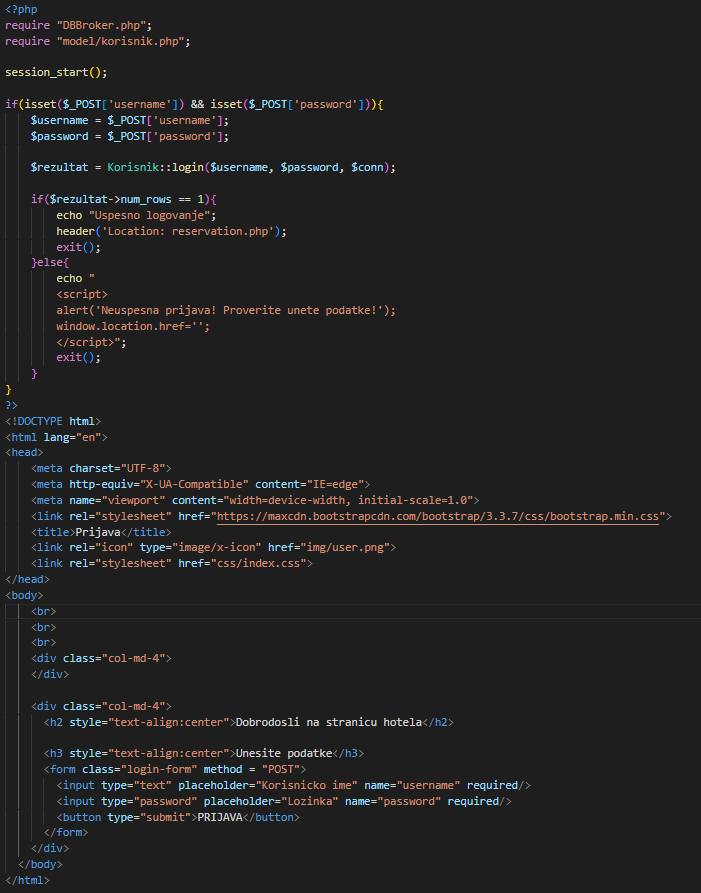 <?php
require "DBBroker.php";
require "model/korisnik.php";
session_start();
if(isset($_POST['username']) && isset($_POST['password'])){
$username = $_POST['username'];
$password = $_POST['password'];
$rezultat = Korisnik::login($username, $password, $conn);
if($rezultat->num_rows == 1){
echo "Uspesno logovanje";
header('Location: reservation.php');
exit();
}else{
echo "
<script>
alert('Neuspesna prijava! Proverite unete podatke!');
window.location.href='';
</script>";
exit();
}
}
?>
<!DOCTYPE html>
<html lang="en">
<head>
<meta charset="UTF-8">
<meta http-equiv="X-UA-Compatible" content="IE=edge">
<meta name="viewport" content="width=device-width, initial-scale=1.0">
<link rel="stylesheet" href="https://maxcdn.bootstrapcdn.com/bootstrap/3.3.7/css/bootstrap.min.css">
<title>Prijava</title>
<link rel="icon" type="image/x-icon" href="img/user.png">
<link rel="stylesheet" href="css/index.css">
</head>
<body>
<br>
<br>
<br>
<div class="col-md-4">
</div>
<div class="col-md-4">
<h2 style="text-align:center">Dobrodosli na stranicu hotela</h2>
<h3 style="text-align:center">Unesite podatke</h3>
<form class="login-form" method = "POST">
<input type="text" placeholder="Korisnicko ime" name="username" required/>
<input type="password" placeholder="Lozinka" name="password" required/>
<button type="submit">PRIJAVA</button>
</form>
</div>
</body>
</html>